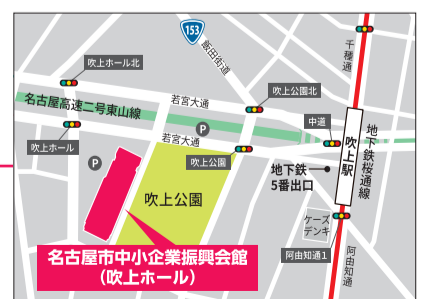 153
飯田街道
千種通
吹上ホール北
若宮大通
吹上公園北
名古屋高速二号東山線
P
中道
吹上ホール
若宮大通
吹上公園
P
地下鉄
5番出口
吹上駅
地下鉄桜通線
吹上公園
ケーズ
デンキ
阿由知通1
阿由知通
名古屋市中小企業振興会館
(吹上ホール)